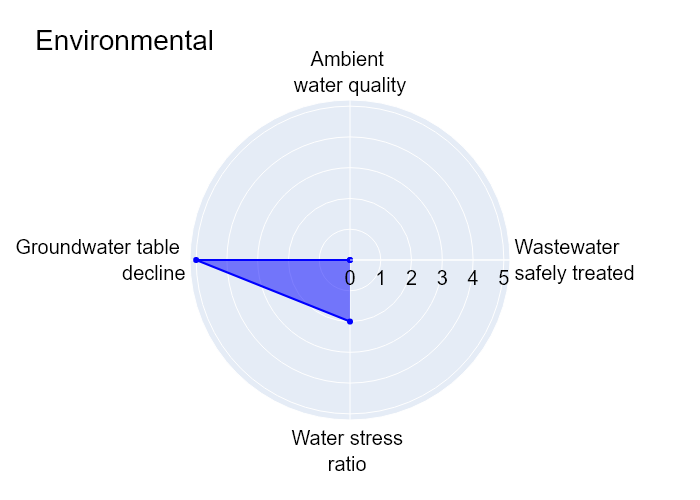 Environmental
Ambient
water quality
Groundwater table
decline
Wastewater
safely treated
0 1 2 3 4 5
Water stress
ratio